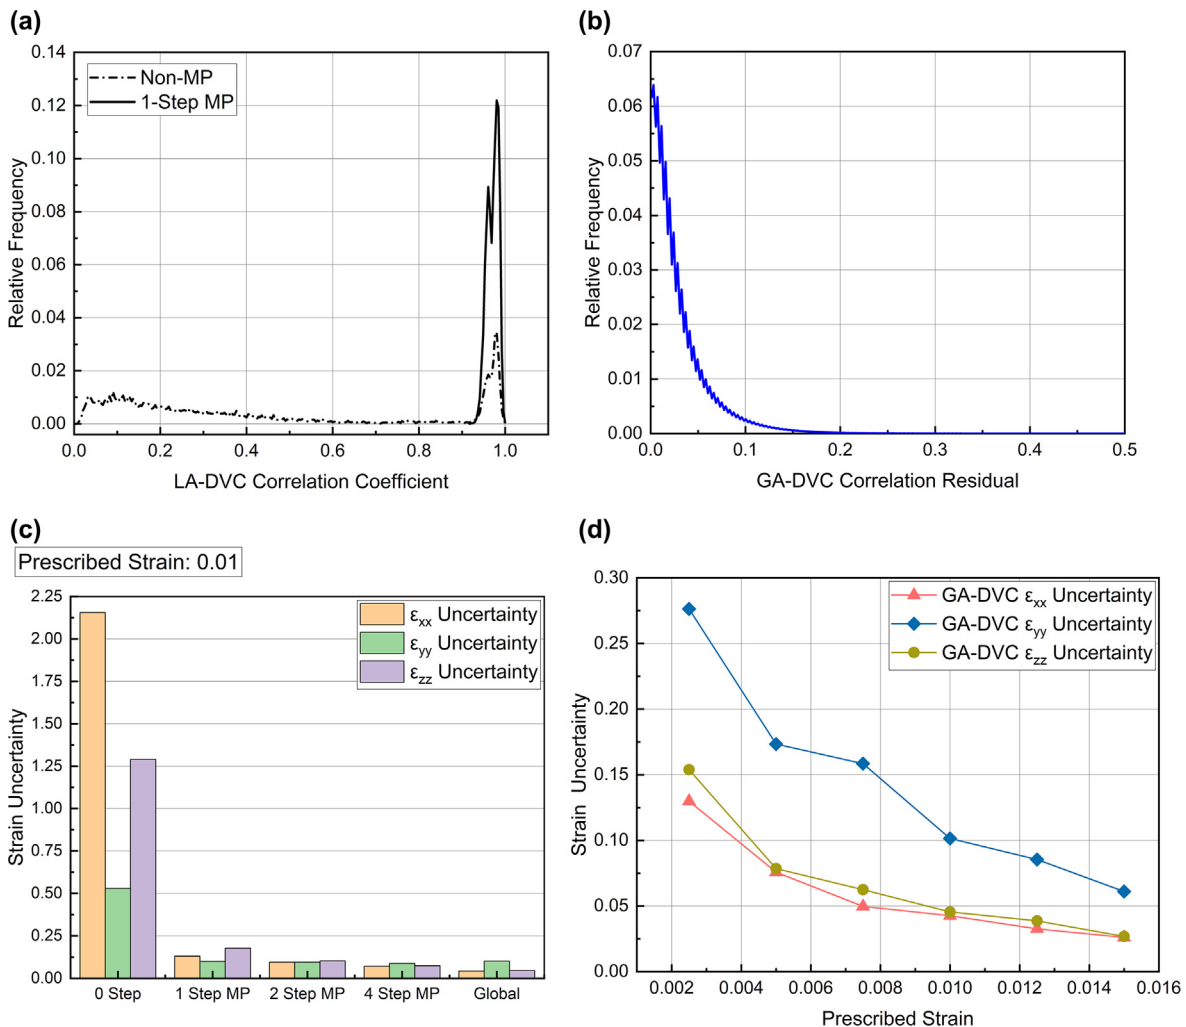 (a)
0.14
0.12
0.10
0.08
0.06
0.04
0.02
0.00
Relative Frequency
Non-MP
1-Step MP
0.0 0.2 0.4 0.6 0.8 1.0
LA-DVC Correlation Coefficient
(b)
0.07
0.06
0.05
0.04
0.03
0.02
0.01
0.00
Relative Frequency
0.0 0.1 0.2 0.3 0.4 0.5
GA-DVC Correlation Residual
(c)
Prescribed Strain: 0.01
2.25
2.00
1.75
1.50
1.25
1.00
0.75
0.50
0.25
0.00
Strain Uncertainty
εxx Uncertainty
εyy Uncertainty
εzz Uncertainty
0 Step 1 Step MP 2 Step MP 4 Step MP Global
(d)
0.30
0.25
0.20
0.15
0.10
0.05
0.00
Strain Uncertainty
GA-DVC εxx Uncertainty
GA-DVC εyy Uncertainty
GA-DVC εzz Uncertainty
0.002 0.004 0.006 0.008 0.010 0.012 0.014 0.016
Prescribed Strain